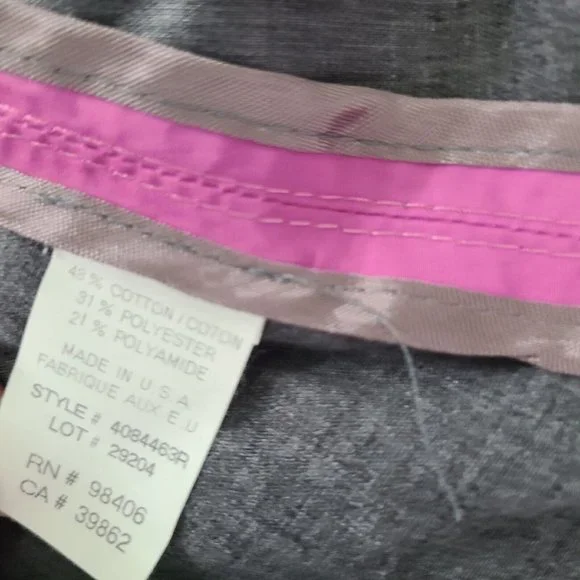 48% COTTON / COTON
31% POLYESTER
21% POLYAMIDE
MADE IN U.S.A.
FABRIQUE AUX E.U
STYLE # 4084463R
LOT # 29204
RN # 98406
CA # 39862